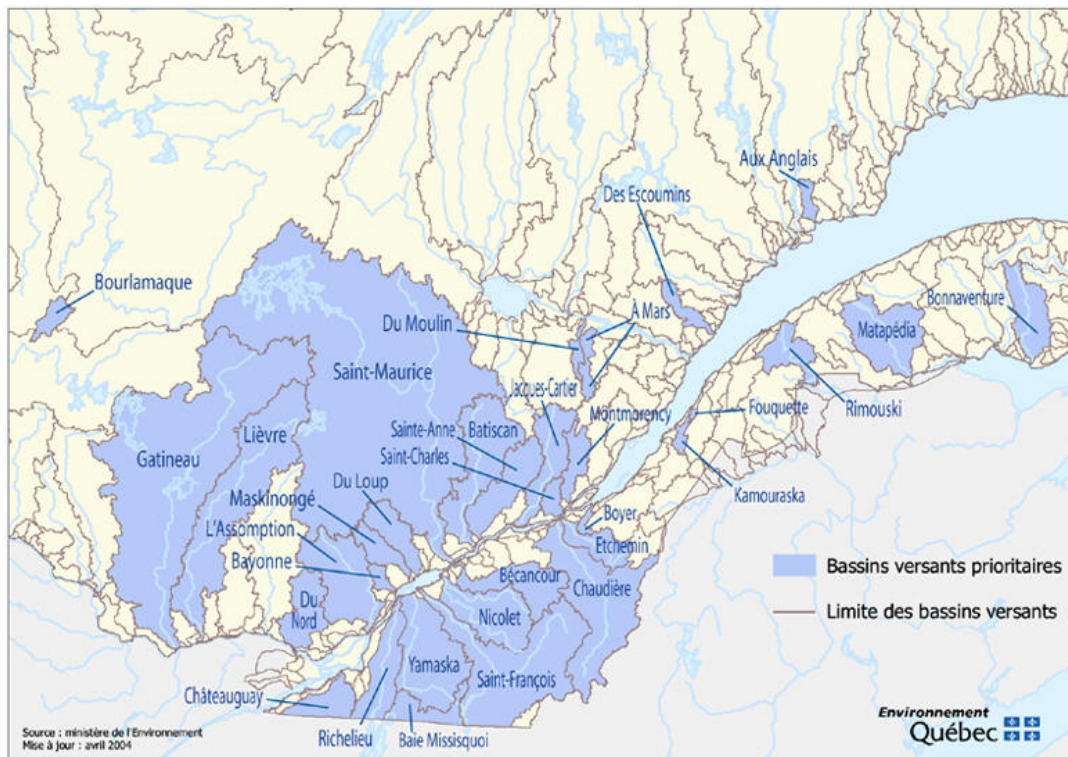 Aux Anglais
Des Escoumins
Bourlamaque
Bonnaventure
À Mars
Du Moulin
Matapédia
Saint-Maurice
Jacques-Cartier
Montmorency
Fouquette
Rimouski
Lièvre
Sainte-Anne
Batiscan
Gatineau
Saint-Charles
Du Loup
Kamouraska
Maskinongé
L'Assomption
Boyer
Etchemin
Bayonne
Bécancour
Chaudière
Bassins versants prioritaires
Du
Nord
Nicolet
Limite des bassins versants
Yamaska
Saint-François
Châteauguay
Richelieu
Baie Missisquoi
Source : ministère de l'Environnement
Mise à jour : avril 2004
Environnement
Québec